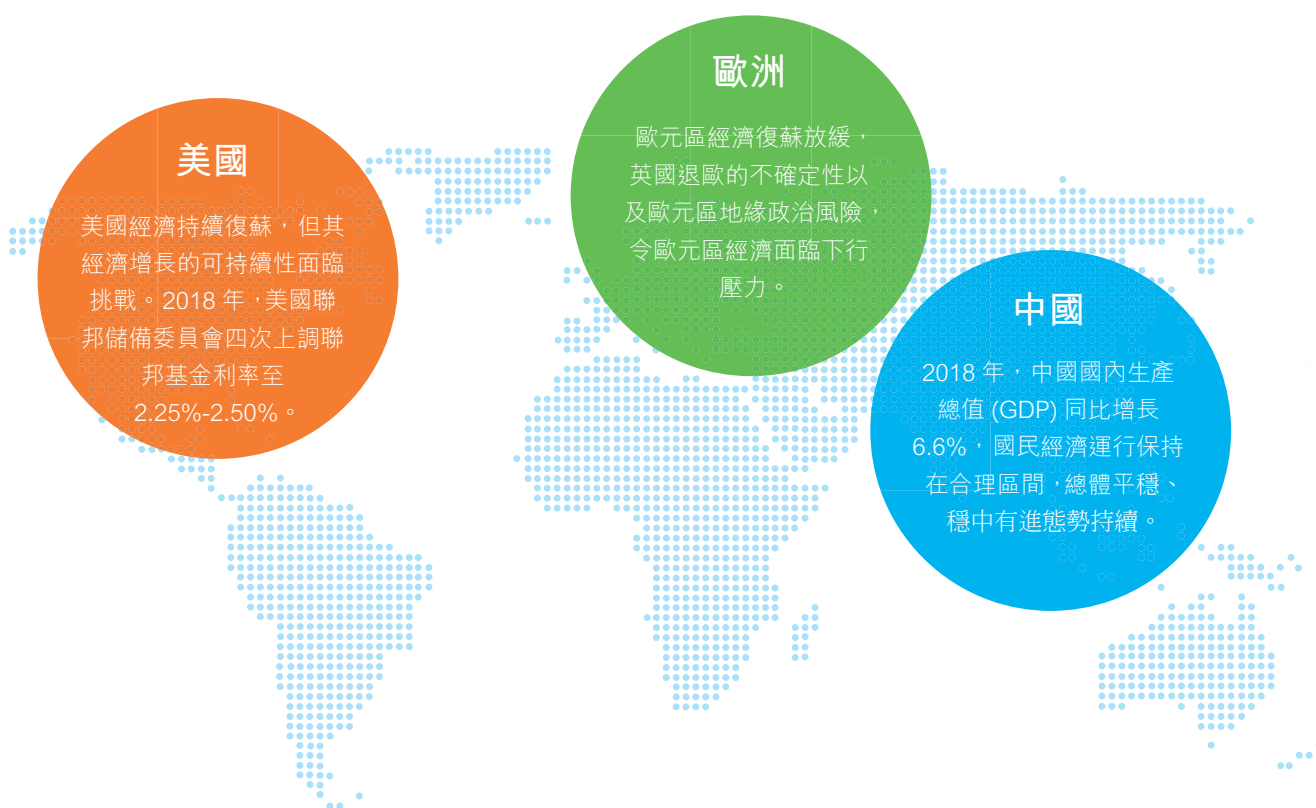 美國
美國經濟持續復蘇，但其
經濟增長的可持續性面臨
挑戰。2018 年，美國聯
邦儲備委員會四次上調聯
邦基金利率至
2.25%-2.50%。
歐洲
歐元區經濟復蘇放緩，
英國退歐的不確定性以
及歐元區地緣政治風險，
令歐元區經濟面臨下行
壓力。
中國
2018 年，中國國內生產
總值 (GDP) 同比增長
6.6%，國民經濟運行保持
在合理區間，總體平穩、
穩中有進態勢持續。